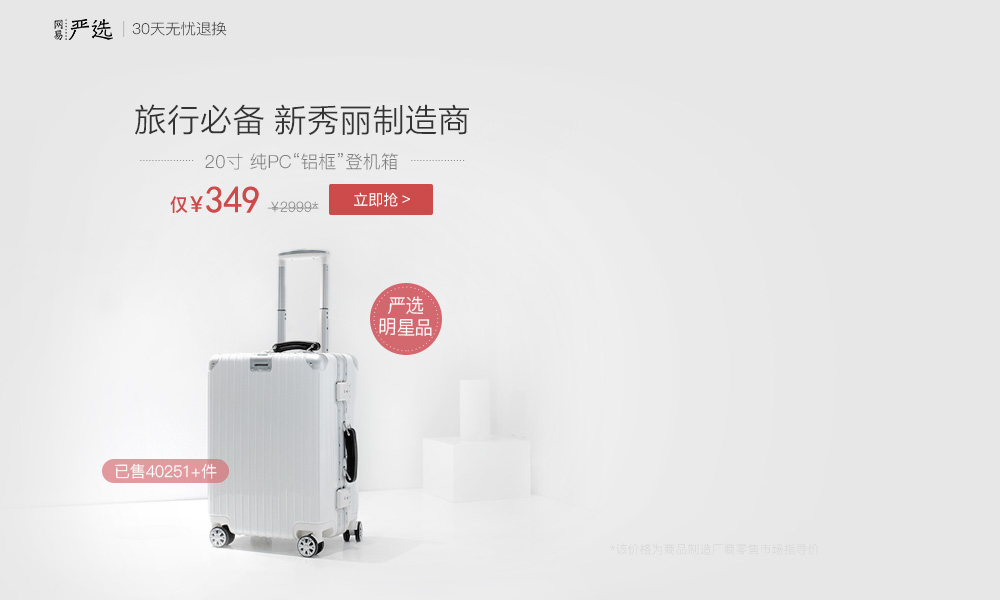 网易严选 30天无忧退换
旅行必备 新秀丽制造商
20寸 纯PC“铝框”登机箱
仅¥349 ¥2999* 立即抢 >
严选
明星品
已售40251+件
*该价格为商品制造厂商零售市场指导价